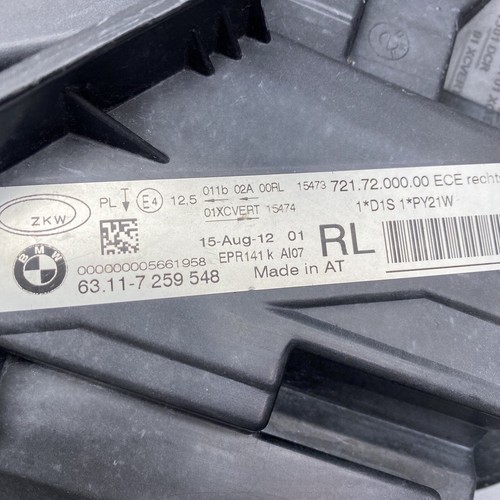 ZKW
PL E4 12,5 011b 02A 00RL 15473 721.72.000.00 ECE rechts
01XCVERT 15474 1*D1S 1*PY21W
15-Aug-12 01 RL
BMW 000000005661958 EPR141 k AI07 Made in AT
63.11-7 259 548